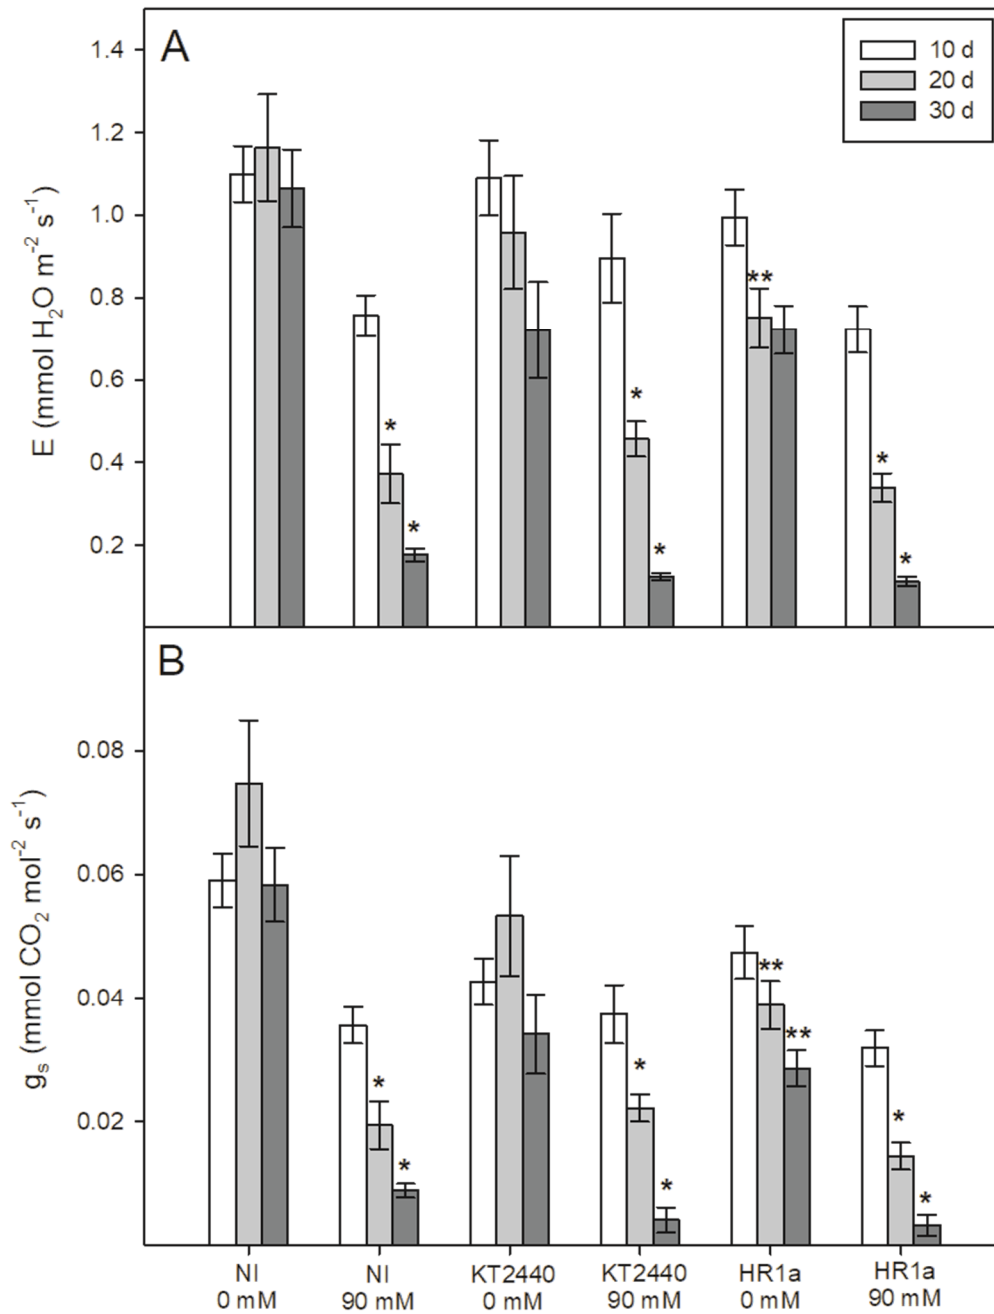 A
10 d
20 d
30 d
1.4
1.2
1.0
0.8
0.6
0.4
0.2
E (mmol H₂O m⁻² s⁻¹)
* * * * ** * *
B
0.08
0.06
0.04
0.02
gₛ (mmol CO₂ mol⁻² s⁻¹)
* * * * ** ** * *
NI NI KT2440 KT2440 HR1a HR1a
0 mM 90 mM 0 mM 90 mM 0 mM 90 mM